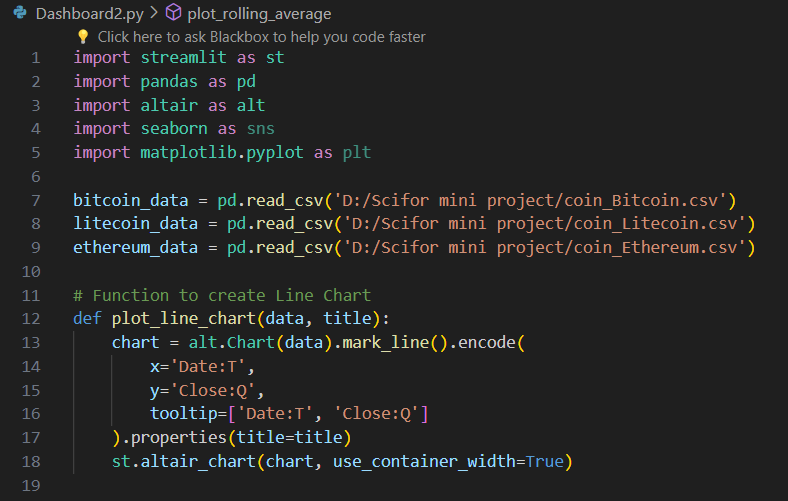 Dashboard2.py > plot_rolling_average
Click here to ask Blackbox to help you code faster
1 import streamlit as st
2 import pandas as pd
3 import altair as alt
4 import seaborn as sns
5 import matplotlib.pyplot as plt
6
7 bitcoin_data = pd.read_csv('D:/Scifor mini project/coin_Bitcoin.csv')
8 litecoin_data = pd.read_csv('D:/Scifor mini project/coin_Litecoin.csv')
9 ethereum_data = pd.read_csv('D:/Scifor mini project/coin_Ethereum.csv')
10
11 # Function to create Line Chart
12 def plot_line_chart(data, title):
13     chart = alt.Chart(data).mark_line().encode(
14         x='Date:T',
15         y='Close:Q',
16         tooltip=['Date:T', 'Close:Q']
17     ).properties(title=title)
18     st.altair_chart(chart, use_container_width=True)
19